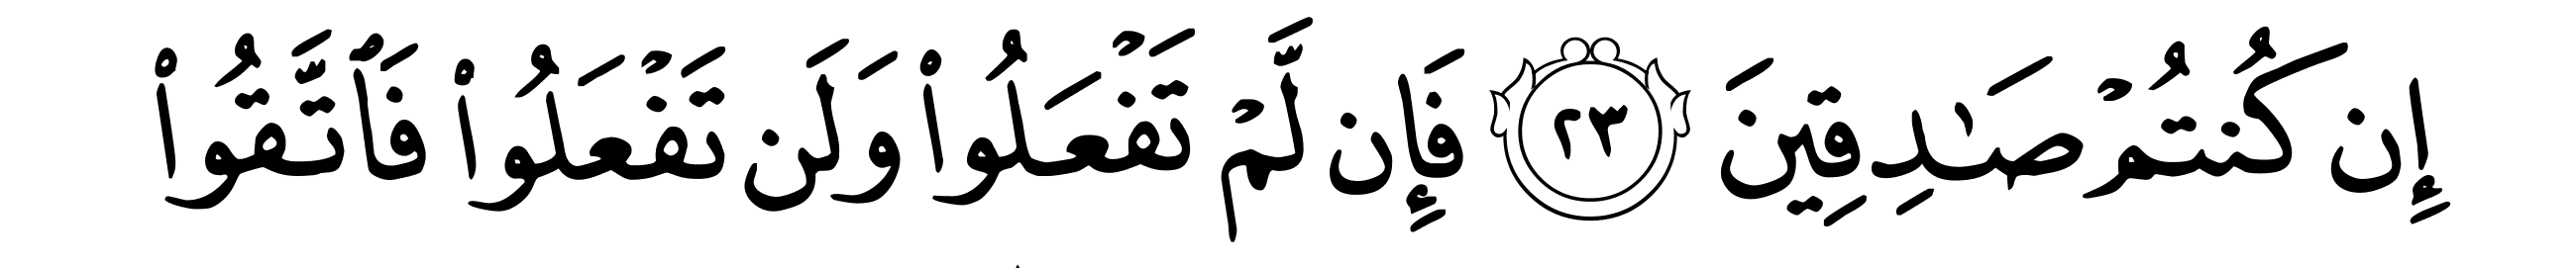 إِن كُنتُمْ صَـٰدِقِينَ ٢٣ فَإِن لَّمْ تَفْعَلُوا۟ وَلَن تَفْعَلُوا۟ فَٱتَّقُوا۟